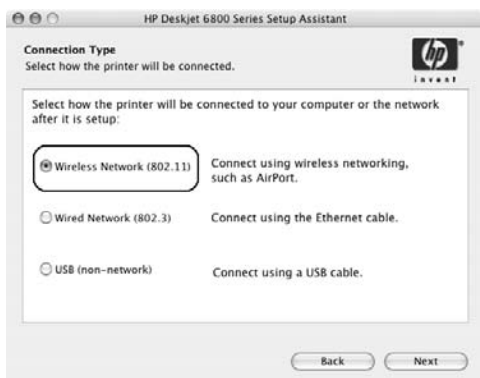 HP Deskjet 6800 Series Setup Assistant
Connection Type
Select how the printer will be connected.
hp
invent
Select how the printer will be connected to your computer or the network
after it is setup:
Wireless Network (802.11)
Connect using wireless networking,
such as AirPort.
Wired Network (802.3)
Connect using the Ethernet cable.
USB (non-network)
Connect using a USB cable.
Back
Next